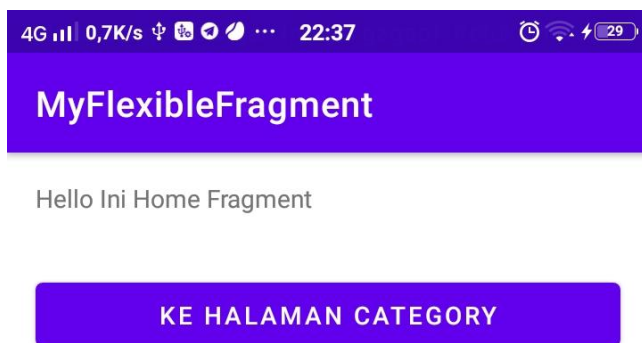 4G 0,7K/s ··· 22:37 29
MyFlexibleFragment
Hello Ini Home Fragment
KE HALAMAN CATEGORY